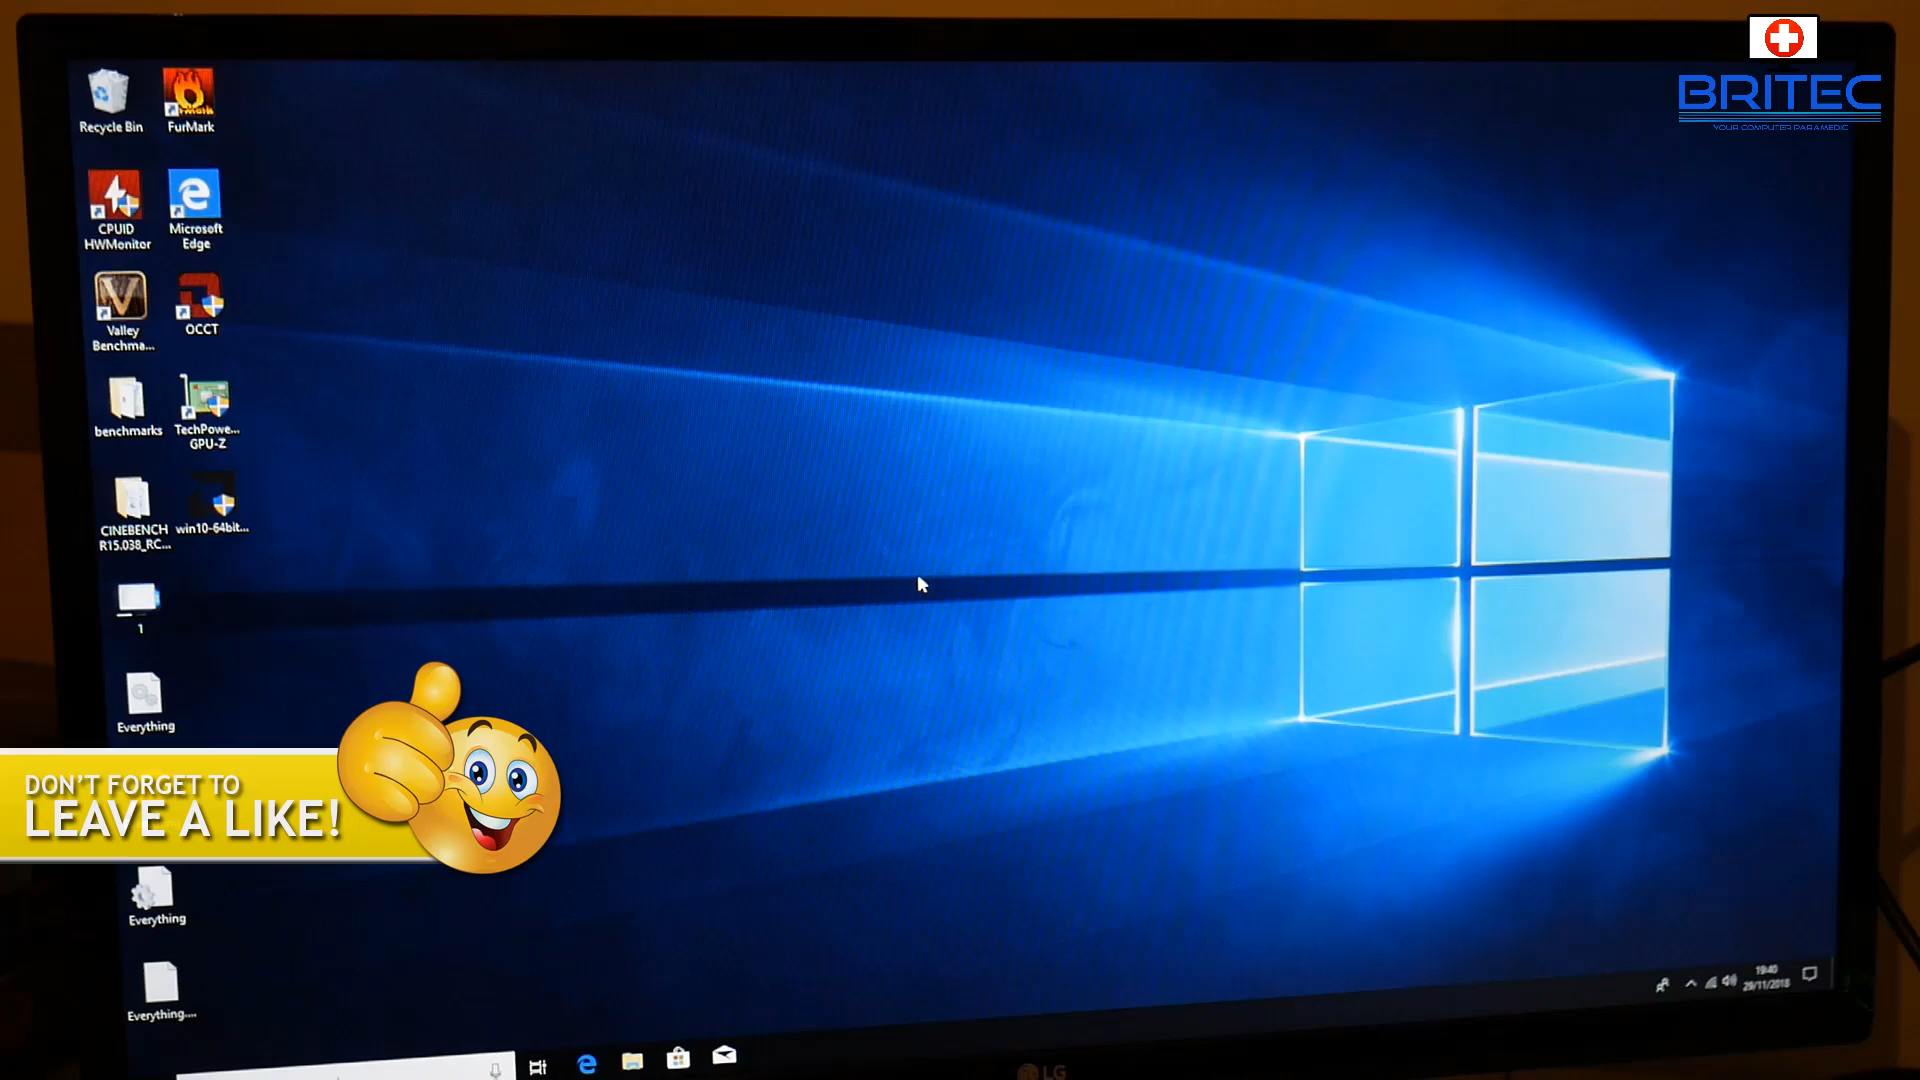 BRITEC
YOUR COMPUTER PARAMEDIC
Recycle Bin
FurMark
CPUID
HWMonitor
Microsoft
Edge
Valley
Benchma...
OCCT
benchmarks
TechPowe...
GPU-Z
CINEBENCH
R15.038_RC...
win10-64bit...
1
Everything
DON'T FORGET TO
LEAVE A LIKE!
Everything
Everything....
19:40
29/11/2018
LG